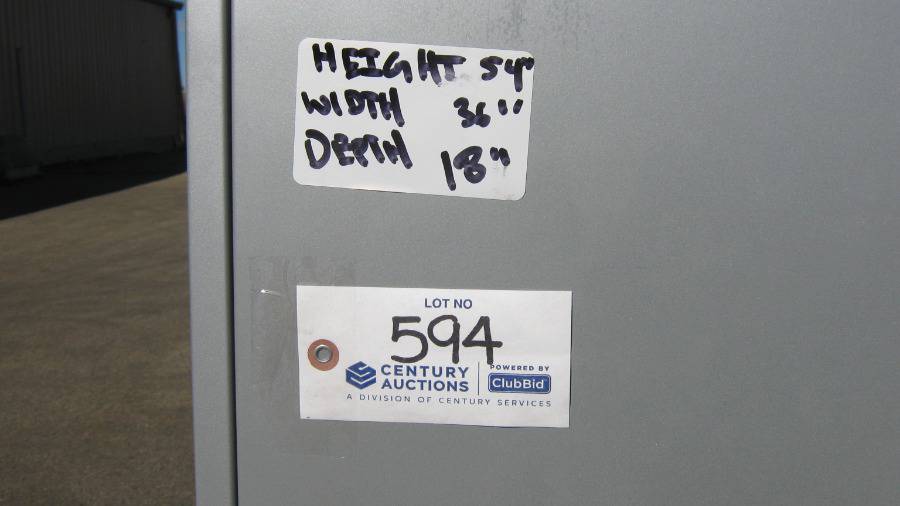 HEIGHT 54"
WIDTH 36"
DEPTH 18"
LOT NO
594
CENTURY AUCTIONS
POWERED BY ClubBid
A DIVISION OF CENTURY SERVICES